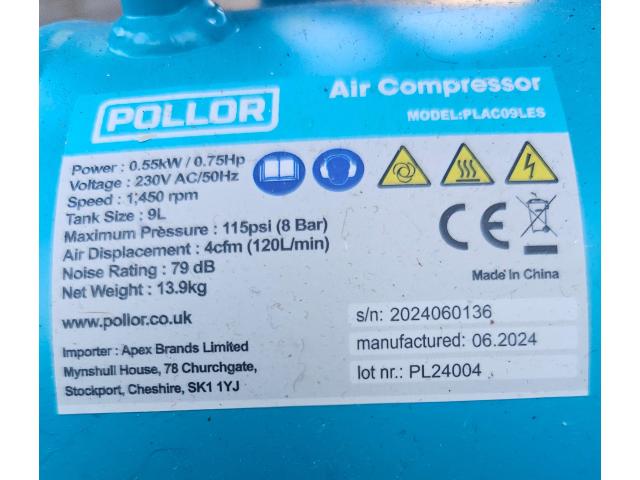 POLLOR
Air Compressor
MODEL:PLAC09LES
Power : 0.55kW / 0.75Hp
Voltage : 230V AC/50Hz
Speed : 1,450 rpm
Tank Size : 9L
Maximum Pressure : 115psi (8 Bar)
Air Displacement : 4cfm (120L/min)
Noise Rating : 79 dB
Net Weight : 13.9kg
www.pollor.co.uk
Importer : Apex Brands Limited
Mynshull House, 78 Churchgate,
Stockport, Cheshire, SK1 1YJ
CE
Made in China
s/n: 2024060136
manufactured: 06.2024
lot nr.: PL24004